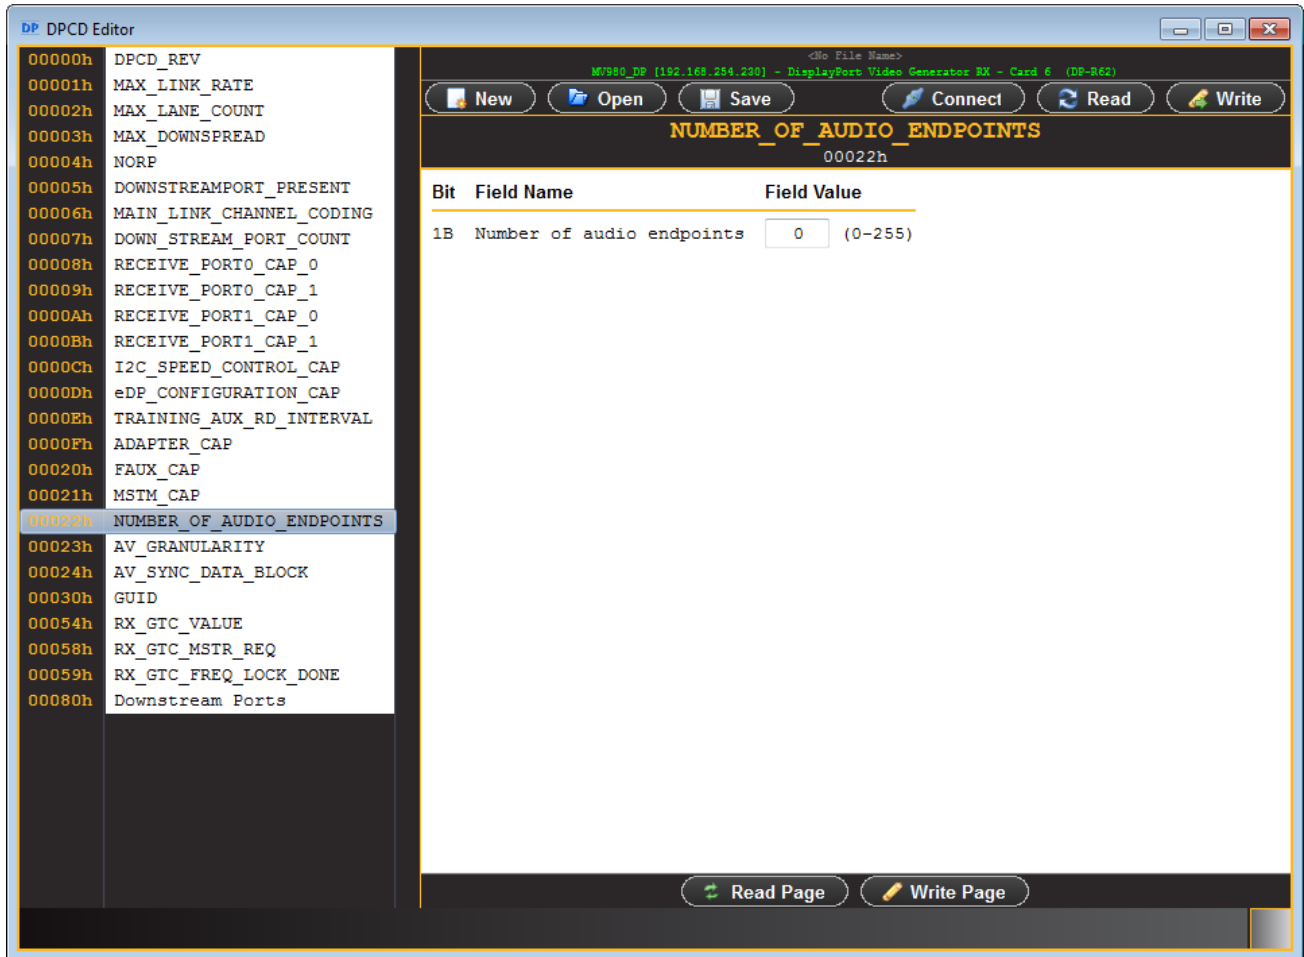 DP DPCD Editor
00000h DPCD_REV
00001h MAX_LINK_RATE
00002h MAX_LANE_COUNT
00003h MAX_DOWNSPREAD
00004h NORP
00005h DOWNSTREAMPORT_PRESENT
00006h MAIN_LINK_CHANNEL_CODING
00007h DOWN_STREAM_PORT_COUNT
00008h RECEIVE_PORT0_CAP_0
00009h RECEIVE_PORT0_CAP_1
0000Ah RECEIVE_PORT1_CAP_0
0000Bh RECEIVE_PORT1_CAP_1
0000Ch I2C_SPEED_CONTROL_CAP
0000Dh eDP_CONFIGURATION_CAP
0000Eh TRAINING_AUX_RD_INTERVAL
0000Fh ADAPTER_CAP
00020h FAUX_CAP
00021h MSTM_CAP
00022h NUMBER_OF_AUDIO_ENDPOINTS
00023h AV_GRANULARITY
00024h AV_SYNC_DATA_BLOCK
00030h GUID
00054h RX_GTC_VALUE
00058h RX_GTC_MSTR_REQ
00059h RX_GTC_FREQ_LOCK_DONE
00080h Downstream Ports
<No File Name>
MV980_DP [192.168.254.230] - DisplayPort Video Generator RX - Card 6 (DP-R62)
New Open Save Connect Read Write
NUMBER_OF_AUDIO_ENDPOINTS
00022h
Bit Field Name Field Value
1B Number of audio endpoints 0 (0-255)
Read Page Write Page